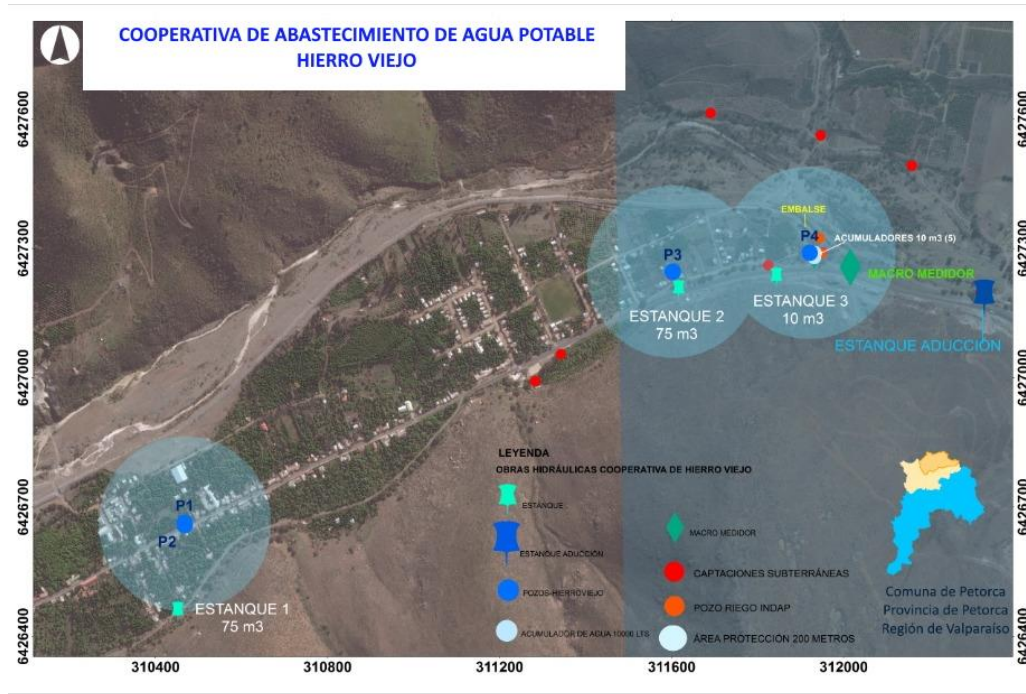 COOPERATIVA DE ABASTECIMIENTO DE AGUA POTABLE
HIERRO VIEJO
6427600
6427600
EMBALSE
P4
ACUMULADORES 10 m3 (5)
6427300
6427300
P3
MACRO MEDIDOR
ESTANQUE 2
75 m3
ESTANQUE 3
10 m3
ESTANQUE ADUCCIÓN
6427000
6427000
LEYENDA
OBRAS HIDRÁULICAS COOPERATIVA DE HIERRO VIEJO
ESTANQUE
ESTANQUE ADUCCIÓN
POZOS-HIERROVIEJO
ACUMULADOR DE AGUA 10000 LTS
MACRO MEDIDOR
CAPTACIONES SUBTERRÁNEAS
POZO RIEGO INDAP
ÁREA PROTECCIÓN 200 METROS
6426700
6426700
P1
P2
ESTANQUE 1
75 m3
Comuna de Petorca
Provincia de Petorca
Región de Valparaíso
6426400
6426400
310400
310800
311200
311600
312000